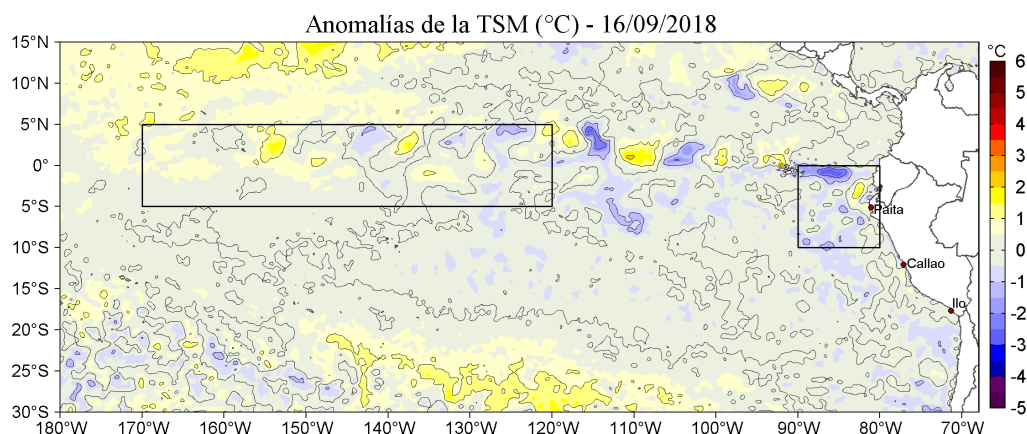 Anomalías de la TSM (°C) - 16/09/2018
15°N
10°N
5°N
0°
5°S
10°S
15°S
20°S
25°S
30°S
180°W
170°W
160°W
150°W
140°W
130°W
120°W
110°W
100°W
90°W
80°W
70°W
Paita
Callao
Ilo
°C
6
5
4
3
2
1
0
-1
-2
-3
-4
-5